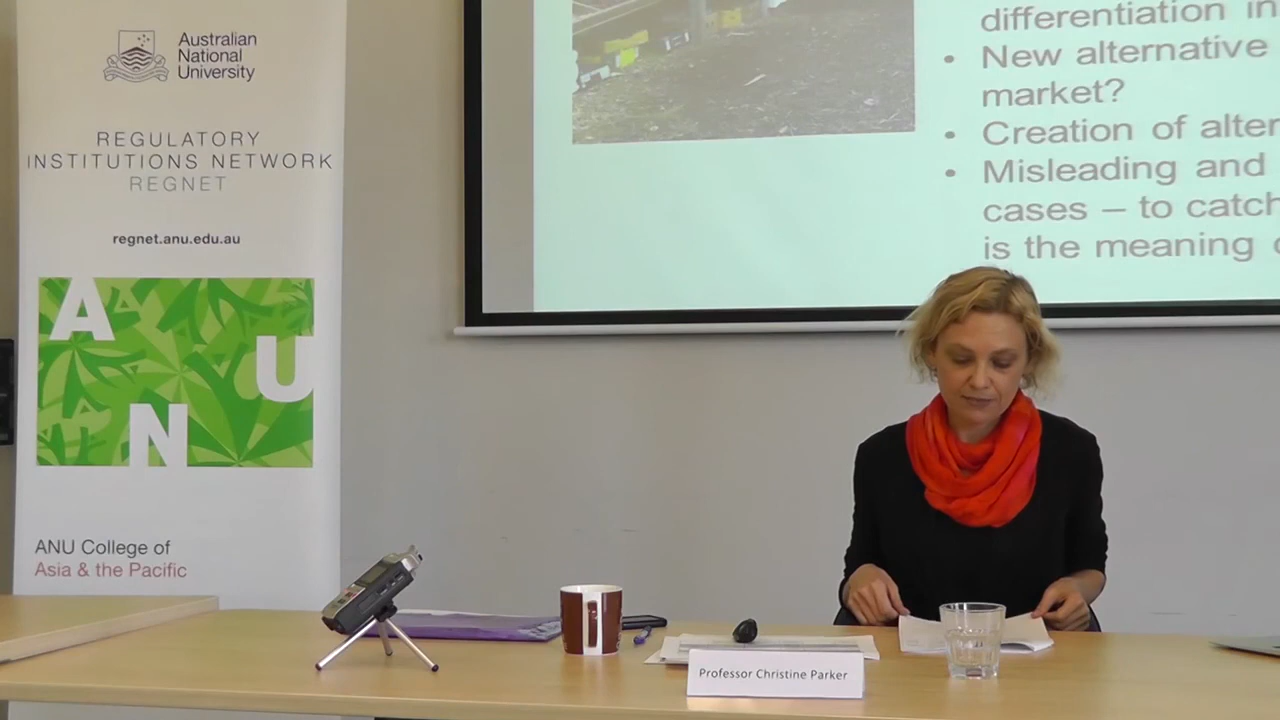 Australian
National
University
REGULATORY
INSTITUTIONS NETWORK
REGNET
regnet.anu.edu.au
A
U
N
ANU College of
Asia & the Pacific
differentiation in
• New alternative
market?
• Creation of alter
• Misleading and
cases – to catch
is the meaning
Professor Christine Parker